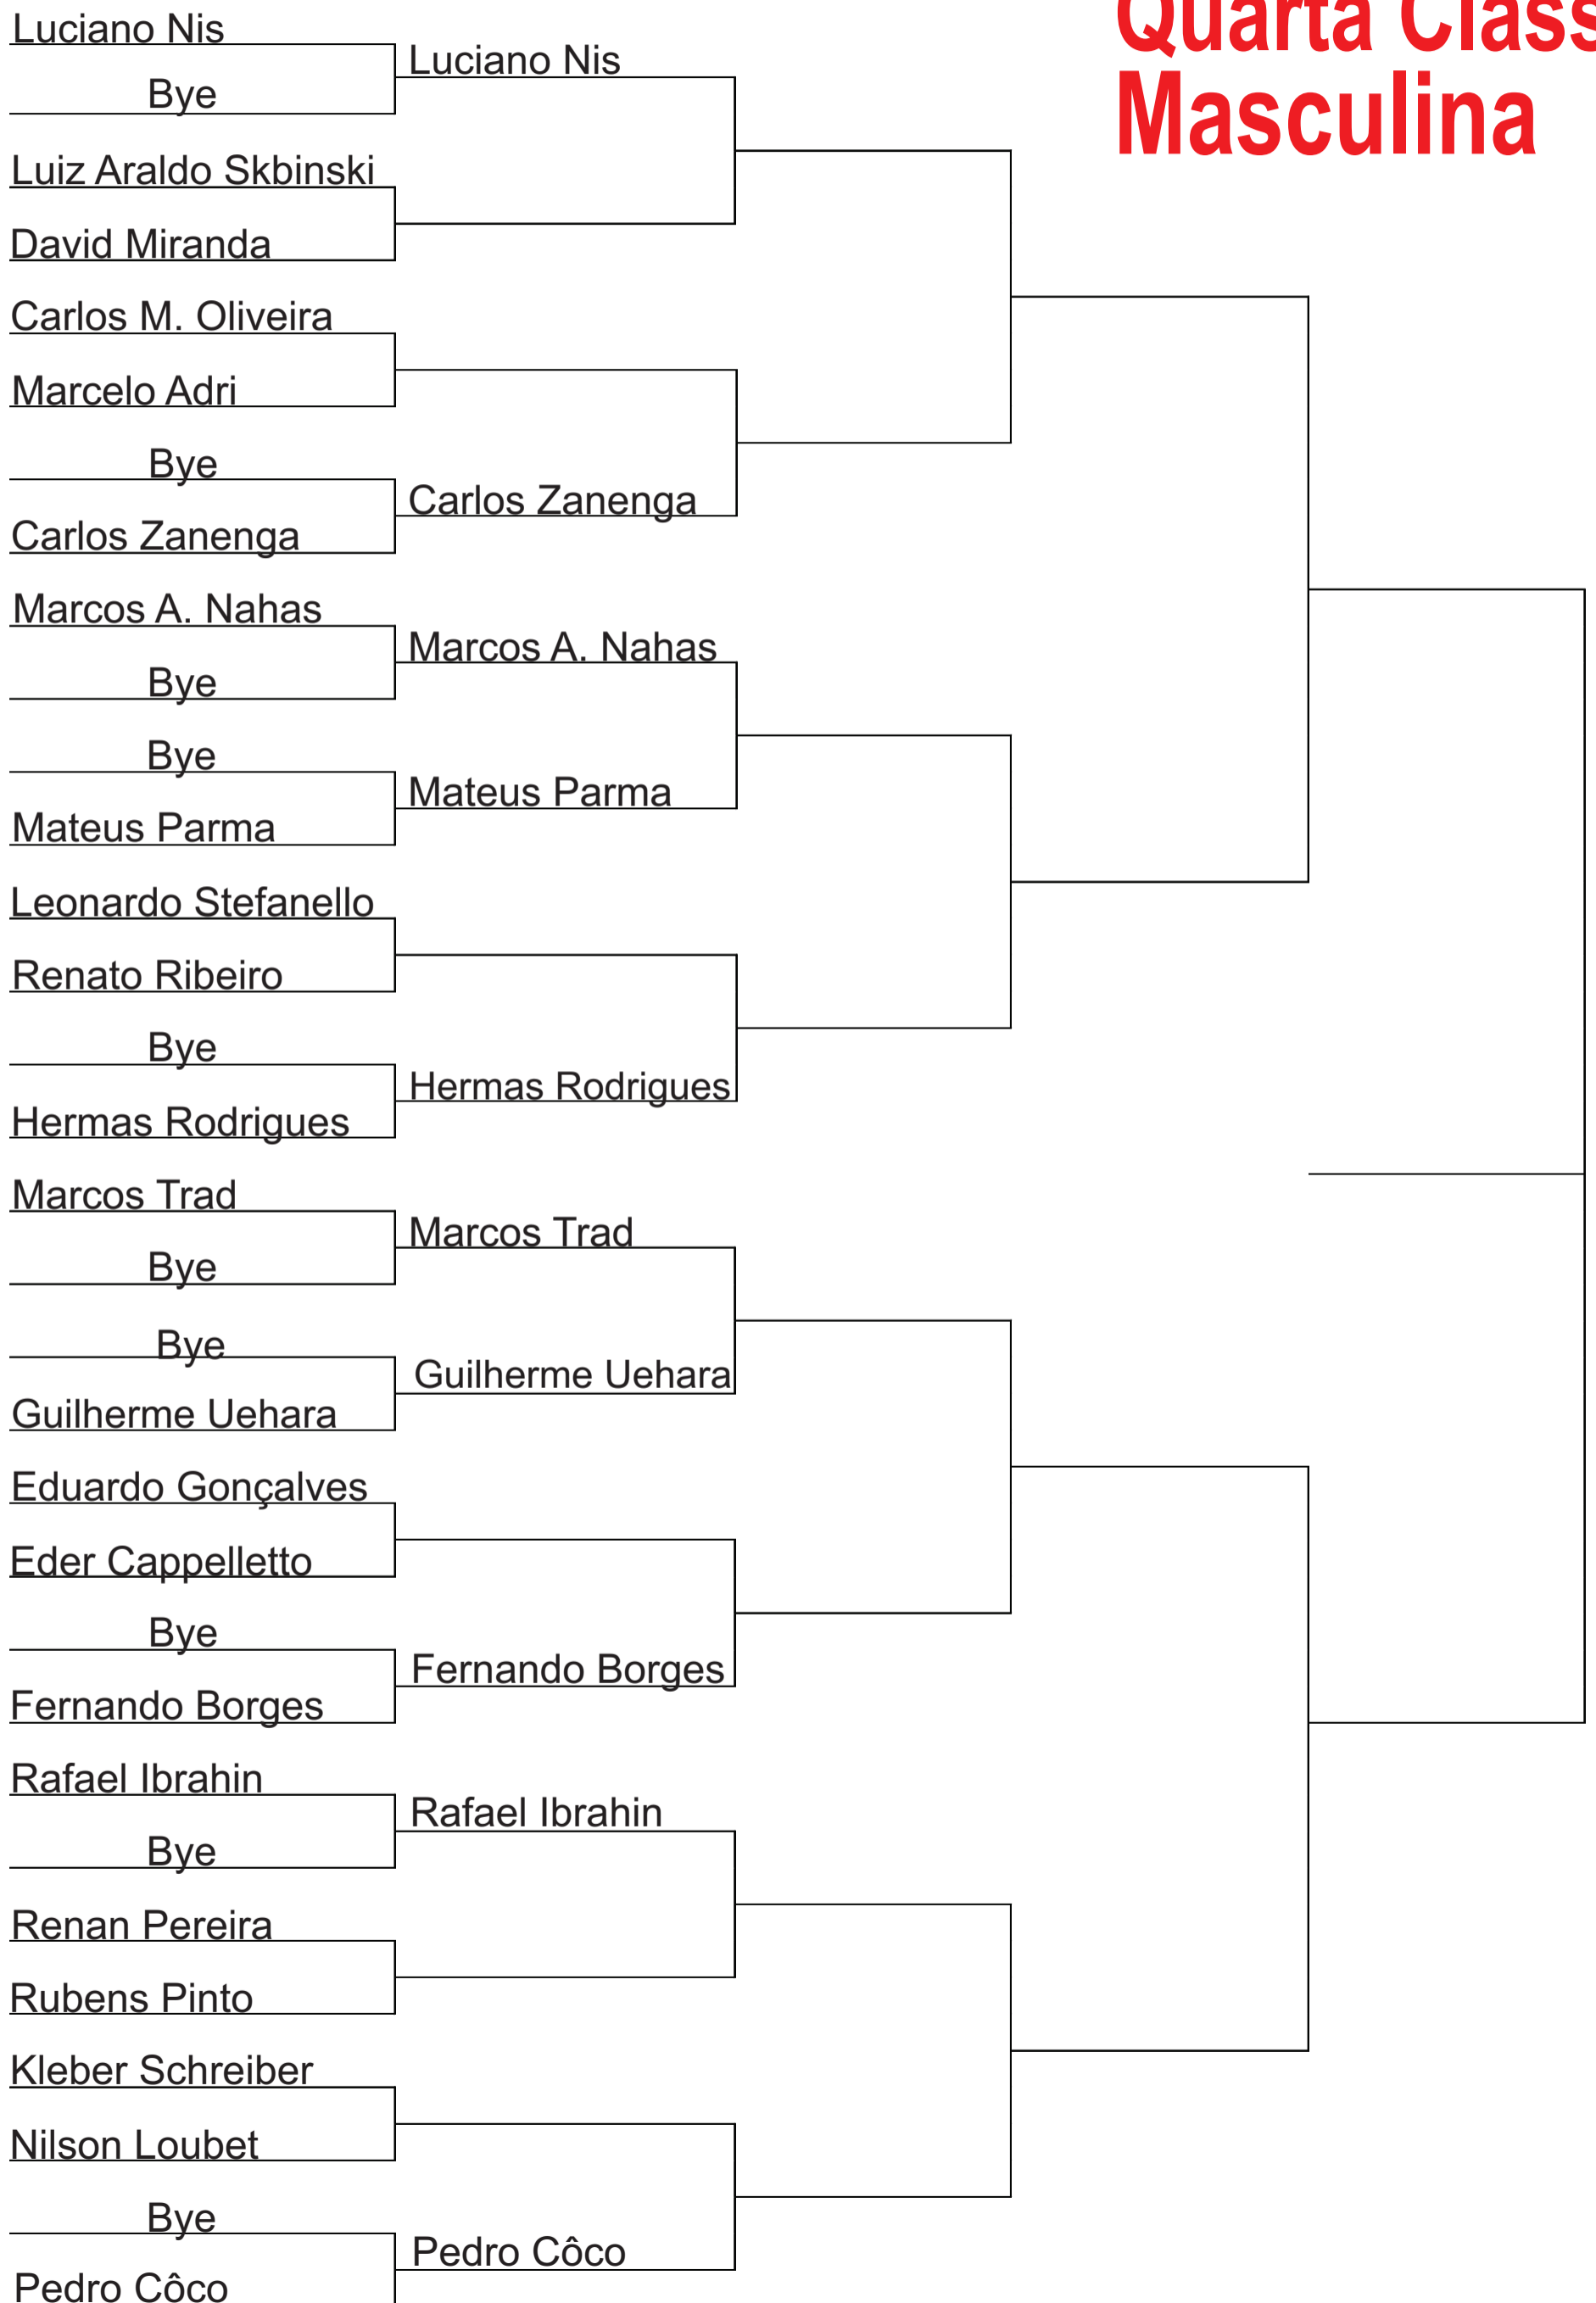 Quarta Class
Masculina
Luciano Nis
Bye
Luiz Araldo Skbinski
David Miranda
Carlos M. Oliveira
Marcelo Adri
Bye
Carlos Zanenga
Marcos A. Nahas
Bye
Bye
Mateus Parma
Leonardo Stefanello
Renato Ribeiro
Bye
Hermas Rodrigues
Marcos Trad
Bye
Bye
Guilherme Uehara
Eduardo Gonçalves
Eder Cappelletto
Bye
Fernando Borges
Rafael Ibrahin
Bye
Renan Pereira
Rubens Pinto
Kleber Schreiber
Nilson Loubet
Bye
Pedro Côco
Luciano Nis
Carlos Zanenga
Marcos A. Nahas
Mateus Parma
Hermas Rodrigues
Marcos Trad
Guilherme Uehara
Fernando Borges
Rafael Ibrahin
Pedro Côco